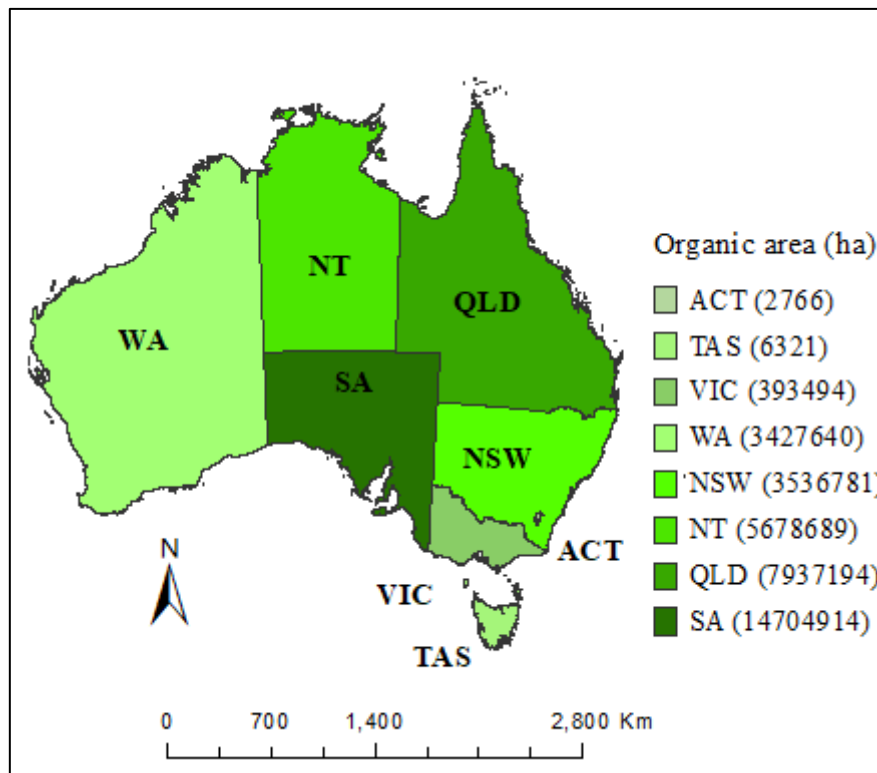 NT
QLD
WA
SA
NSW
ACT
VIC
TAS
N
0 700 1,400 2,800 Km
Organic area (ha)
ACT (2766)
TAS (6321)
VIC (393494)
WA (3427640)
NSW (3536781)
NT (5678689)
QLD (7937194)
SA (14704914)